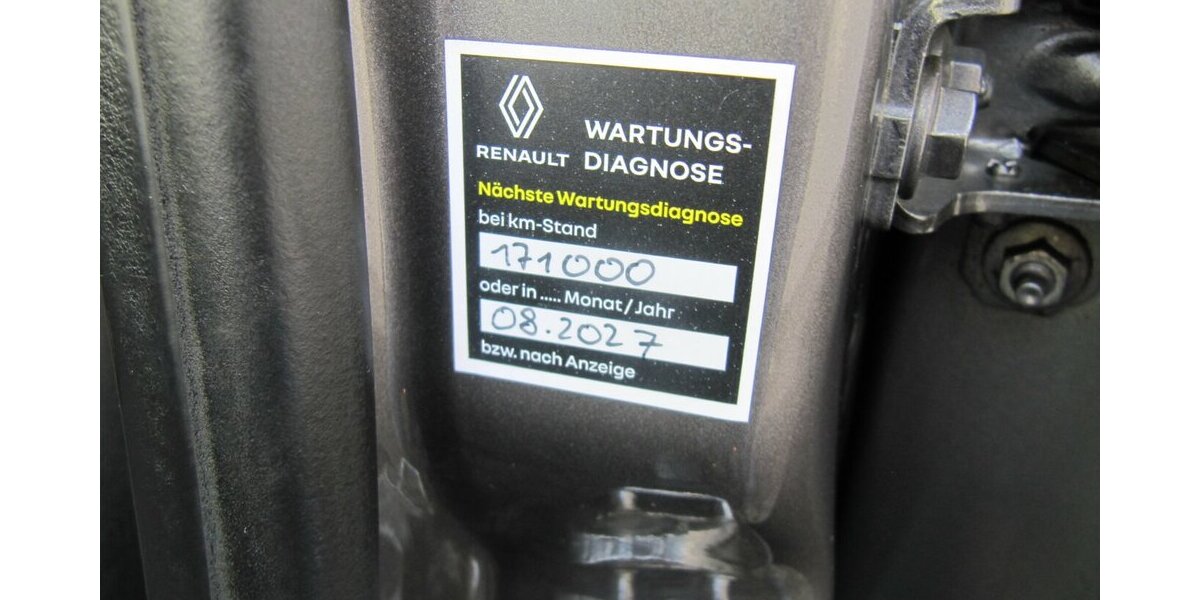 RENAULT
WARTUNGS-
DIAGNOSE
Nächste Wartungsdiagnose
bei km-Stand
171000
oder in ..... Monat/Jahr
08.2027
bzw. nach Anzeige